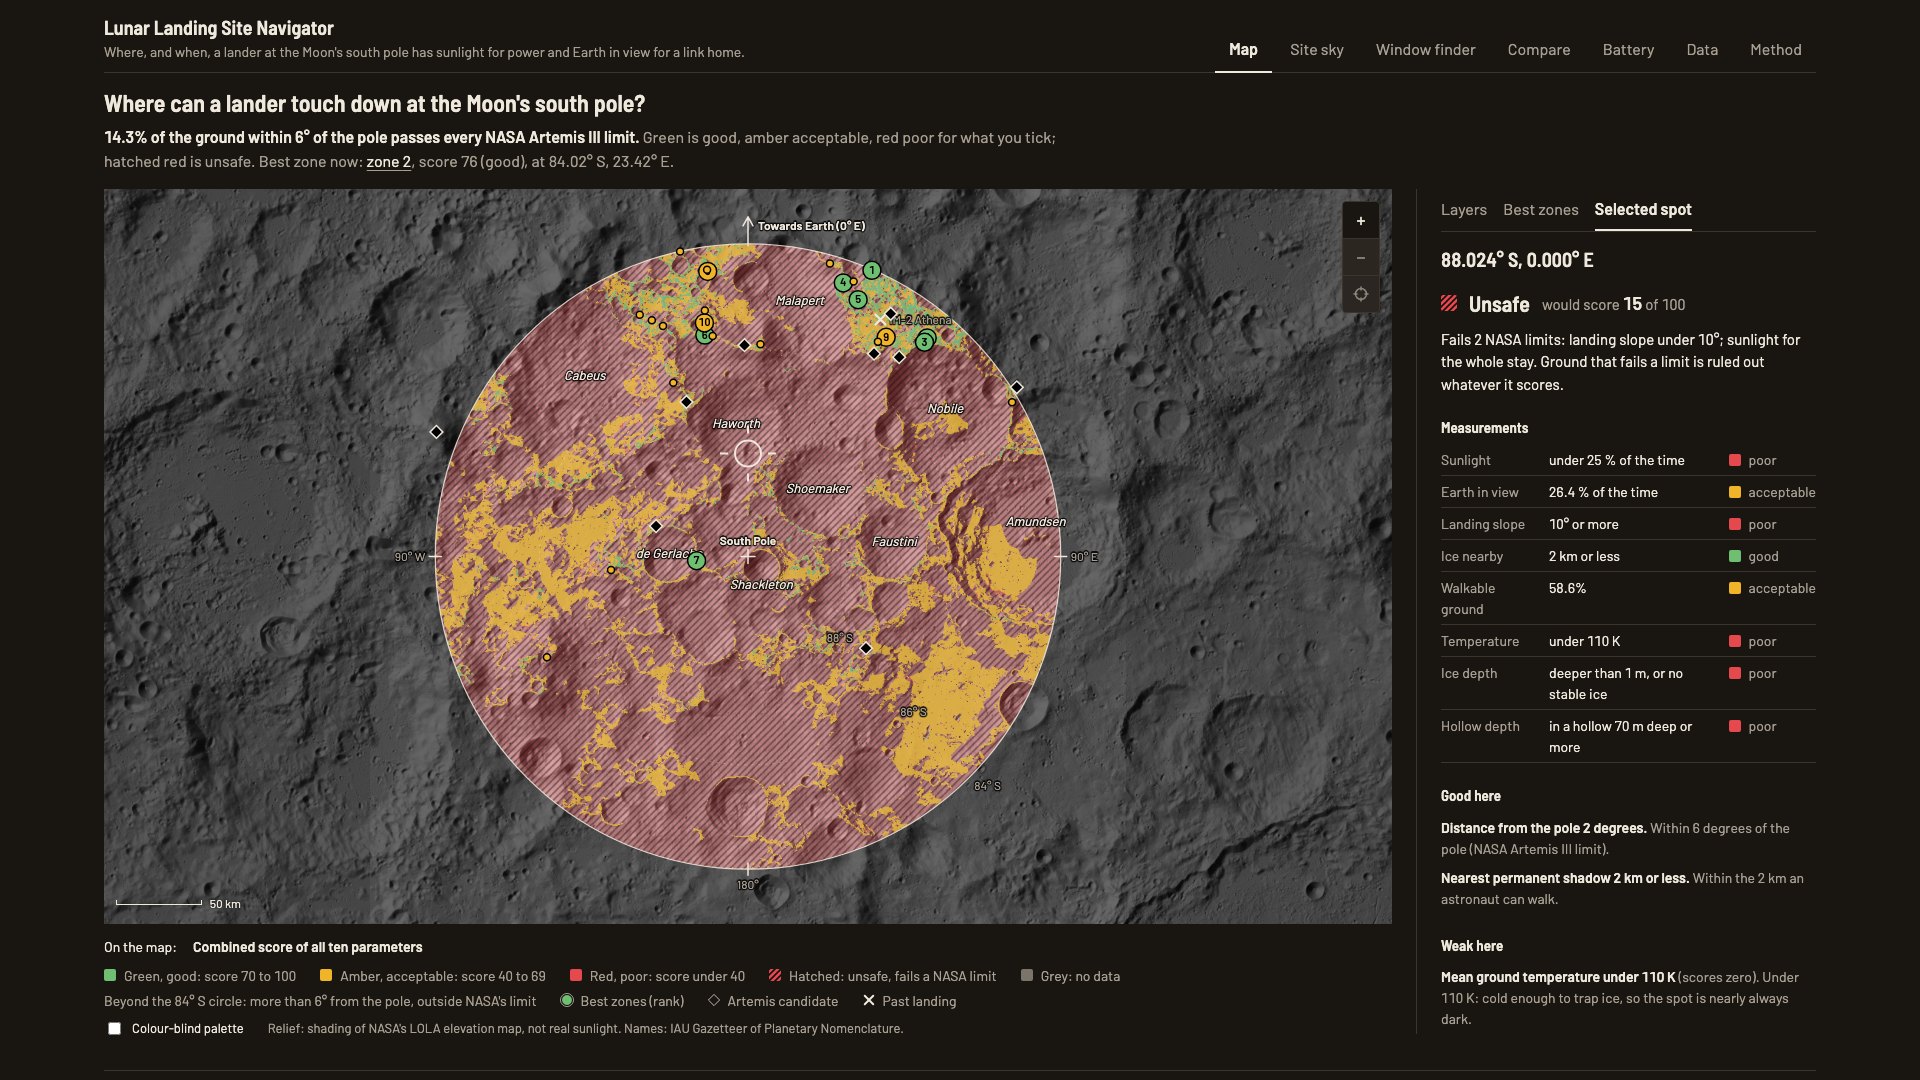 Lunar Landing Site Navigator
Where, and when, a lander at the Moon's south pole has sunlight for power and Earth in view for a link home.
Map Site sky Window finder Compare Battery Data Method
Where can a lander touch down at the Moon's south pole?
14.3% of the ground within 6° of the pole passes every NASA Artemis III limit. Green is good, amber acceptable, red poor for what you tick;
hatched red is unsafe. Best zone now: zone 2, score 76 (good), at 84.02° S, 23.42° E.
Towards Earth (0° E)
+
−
1
4
5
Malapert
10
6
9
3
IM-2 Athena
Cabeus
Nobile
Haworth
Shoemaker
Amundsen
South Pole
Faustini
90° W
90° E
de Gerlache
7
Shackleton
88° S
86° S
84° S
180°
50 km
On the map: Combined score of all ten parameters
Green, good: score 70 to 100
Amber, acceptable: score 40 to 69
Red, poor: score under 40
Hatched: unsafe, fails a NASA limit
Grey: no data
Beyond the 84° S circle: more than 6° from the pole, outside NASA's limit
Best zones (rank)
Artemis candidate
Past landing
Colour-blind palette
Relief: shading of NASA's LOLA elevation map, not real sunlight. Names: IAU Gazetteer of Planetary Nomenclature.
Layers Best zones Selected spot
88.024° S, 0.000° E
Unsafe would score 15 of 100
Fails 2 NASA limits: landing slope under 10°; sunlight for
the whole stay. Ground that fails a limit is ruled out
whatever it scores.
Measurements
Sunlight under 25 % of the time poor
Earth in view 26.4 % of the time acceptable
Landing slope 10° or more poor
Ice nearby 2 km or less good
Walkable 58.6% acceptable
ground
Temperature under 110 K poor
Ice depth deeper than 1 m, or no poor
stable ice
Hollow depth in a hollow 70 m deep or poor
more
Good here
Distance from the pole 2 degrees. Within 6 degrees of the
pole (NASA Artemis III limit).
Nearest permanent shadow 2 km or less. Within the 2 km an
astronaut can walk.
Weak here
Mean ground temperature under 110 K (scores zero). Under
110 K: cold enough to trap ice, so the spot is nearly always
dark.